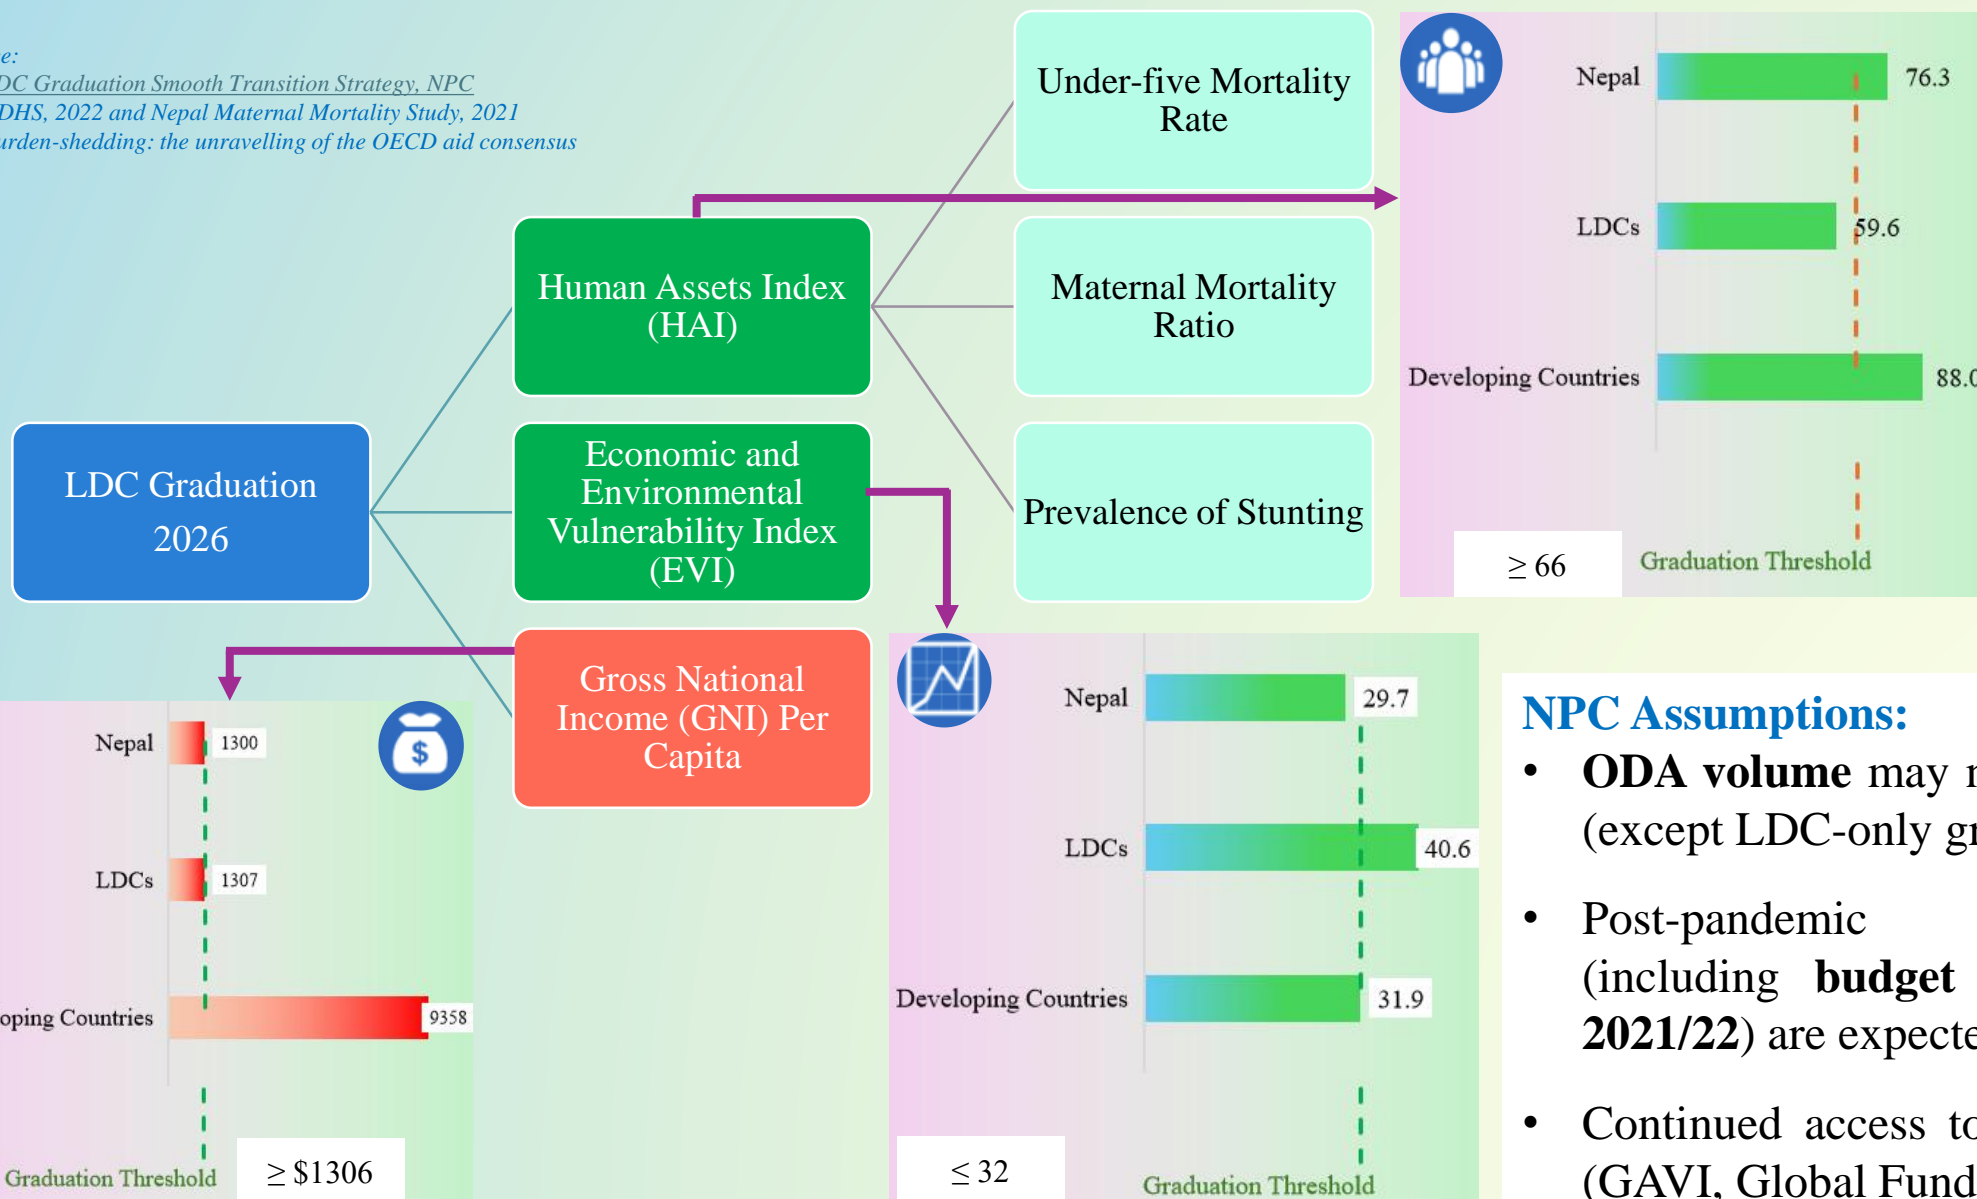 DC Graduation Smooth Transition Strategy, NPC
DHS, 2022 and Nepal Maternal Mortality Study, 2021
urden-shedding: the unravelling of the OECD aid consensus
LDC Graduation
2026
Human Assets Index
(HAI)
Economic and
Environmental
Vulnerability Index
(EVI)
Gross National
Income (GNI) Per
Capita
Under-five Mortality
Rate
Maternal Mortality
Ratio
Prevalence of Stunting
Nepal
76.3
LDCs
59.6
Developing Countries
88.0
≥ 66
Graduation Threshold
Nepal
1300
$
LDCs
1307
oping Countries
9358
Graduation Threshold
≥ $1306
Nepal
29.7
LDCs
40.6
Developing Countries
31.9
≤ 32
Graduation Threshold
NPC Assumptions:
• ODA volume may
(except LDC-only
• Post-pandemic
(including budget
2021/22) are expecte
• Continued access to
(GAVI, Global Fund